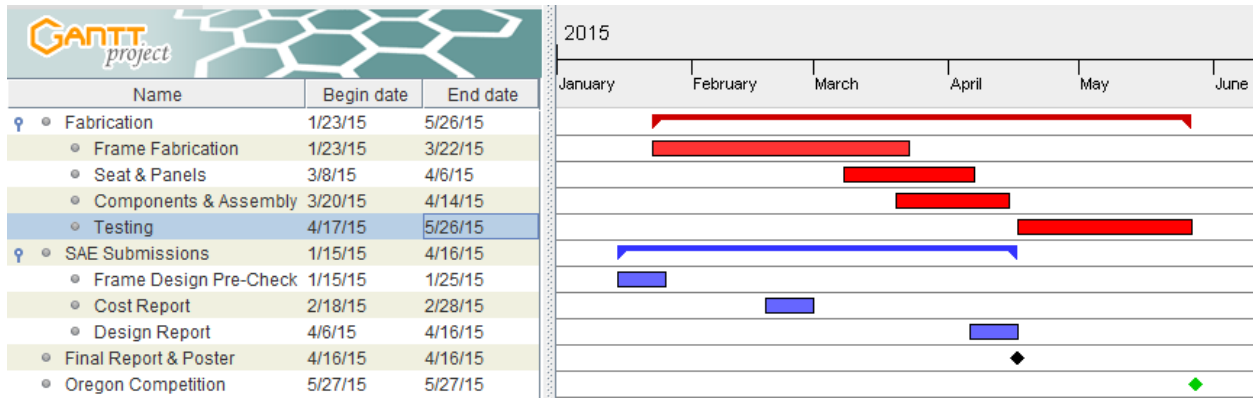 GANTT
project
2015
January February March April May June
Name Begin date End date
Fabrication 1/23/15 5/26/15
Frame Fabrication 1/23/15 3/22/15
Seat & Panels 3/8/15 4/6/15
Components & Assembly 3/20/15 4/14/15
Testing 4/17/15 5/26/15
SAE Submissions 1/15/15 4/16/15
Frame Design Pre-Check 1/15/15 1/25/15
Cost Report 2/18/15 2/28/15
Design Report 4/6/15 4/16/15
Final Report & Poster 4/16/15 4/16/15
Oregon Competition 5/27/15 5/27/15